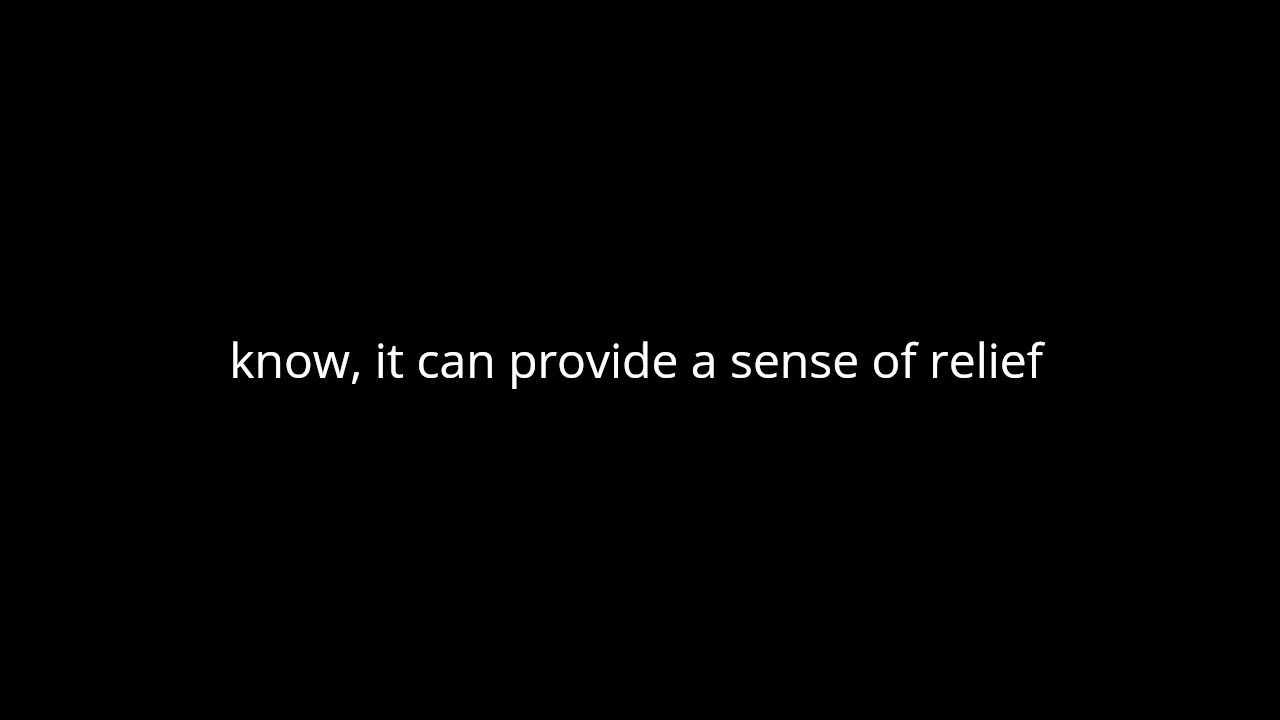 know, it can provide a sense of relief